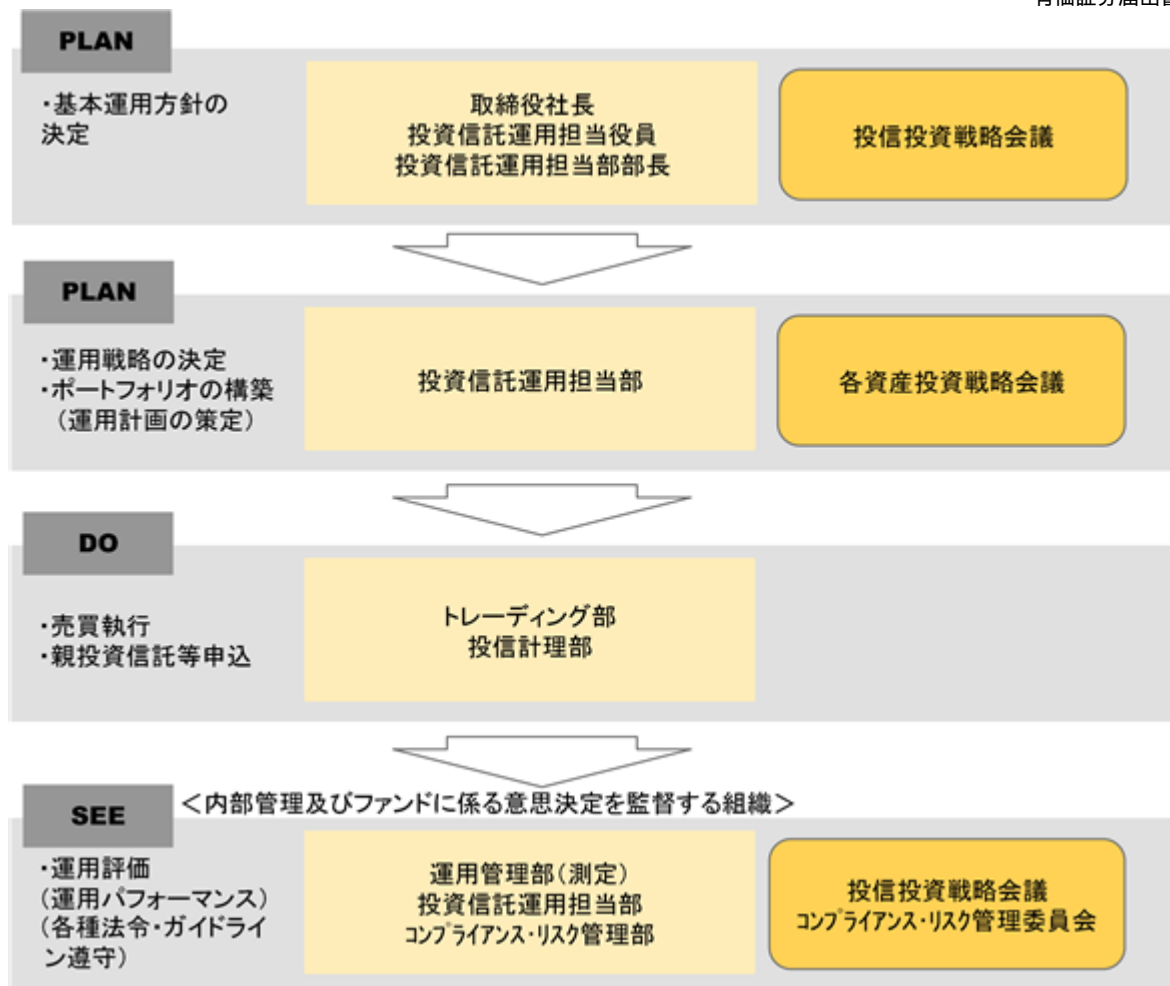 PLAN
・基本運用方針の
決定
取締役社長
投資信託運用担当役員
投資信託運用担当部部長
投信投資戦略会議
PLAN
・運用戦略の決定
・ポートフォリオの構築
（運用計画の策定）
投資信託運用担当部
各資産投資戦略会議
DO
・売買執行
・親投資信託等申込
トレーディング部
投信計理部
SEE
＜内部管理及びファンドに係る意思決定を監督する組織＞
・運用評価
（運用パフォーマンス）
（各種法令・ガイドライ
ン遵守）
運用管理部（測定）
投資信託運用担当部
ｺﾝﾌﾟﾗｲｱﾝｽ・ﾘｽｸ管理部
投信投資戦略会議
ｺﾝﾌﾟﾗｲｱﾝｽ・ﾘｽｸ管理委員会